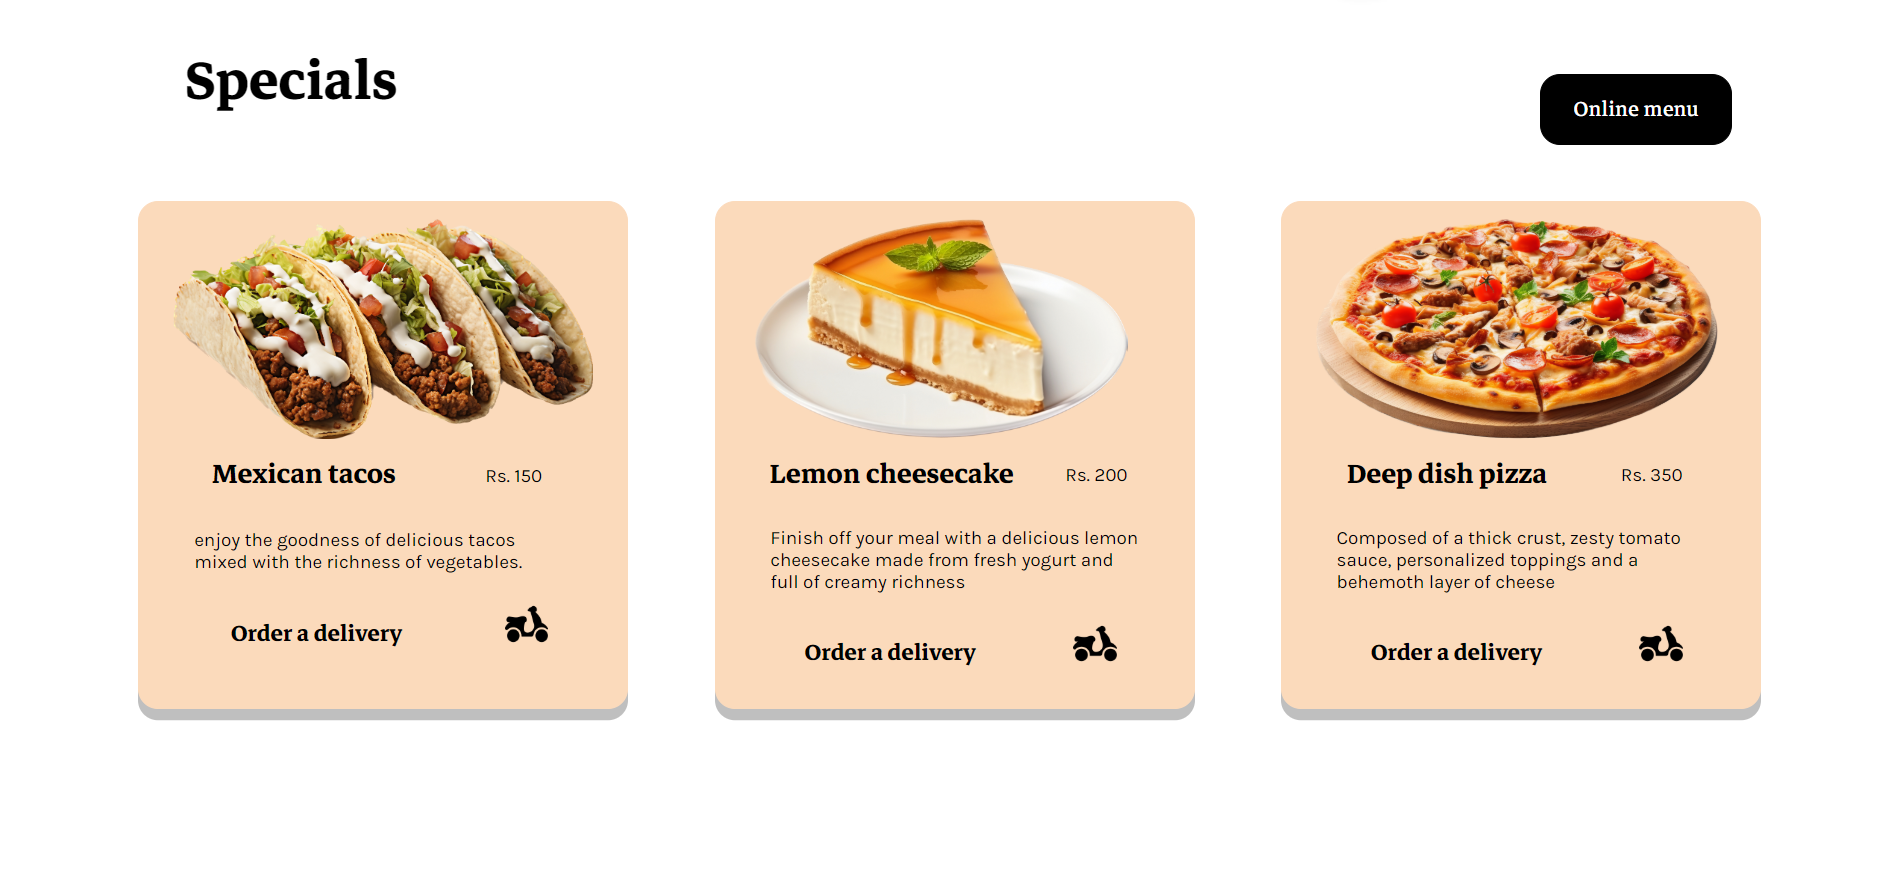 Specials
Online menu
Mexican tacos
Rs. 150
enjoy the goodness of delicious tacos
mixed with the richness of vegetables.
Order a delivery
Lemon cheesecake
Rs. 200
Finish off your meal with a delicious lemon
cheesecake made from fresh yogurt and
full of creamy richness
Order a delivery
Deep dish pizza
Rs. 350
Composed of a thick crust, zesty tomato
sauce, personalized toppings and a
behemoth layer of cheese
Order a delivery